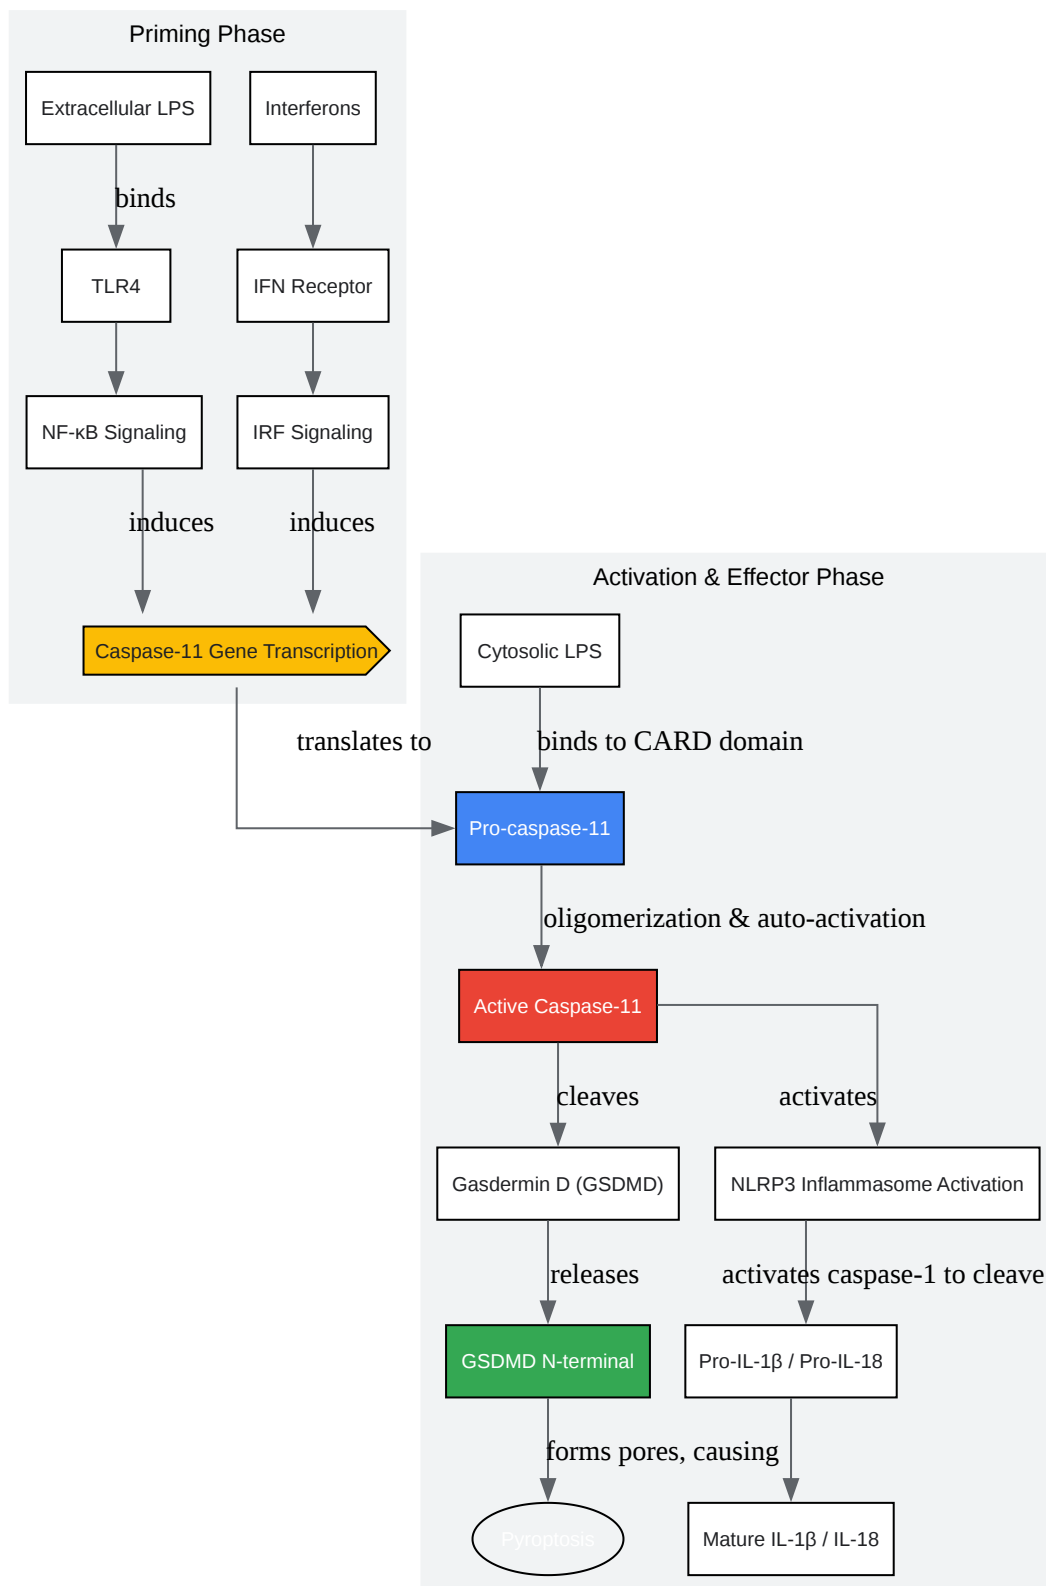 Priming Phase
Extracellular LPS
Interferons
binds
TLR4
IFN Receptor
NF-κB Signaling
IRF Signaling
induces
induces
Caspase-11 Gene Transcription
translates to
Activation & Effector Phase
Cytosolic LPS
binds to CARD domain
Pro-caspase-11
oligomerization & auto-activation
Active Caspase-11
cleaves
activates
Gasdermin D (GSDMD)
NLRP3 Inflammasome Activation
releases
activates caspase-1 to cleave
GSDMD N-terminal
Pro-IL-1β / Pro-IL-18
forms pores, causing
Pyroptosis
Mature IL-1β / IL-18